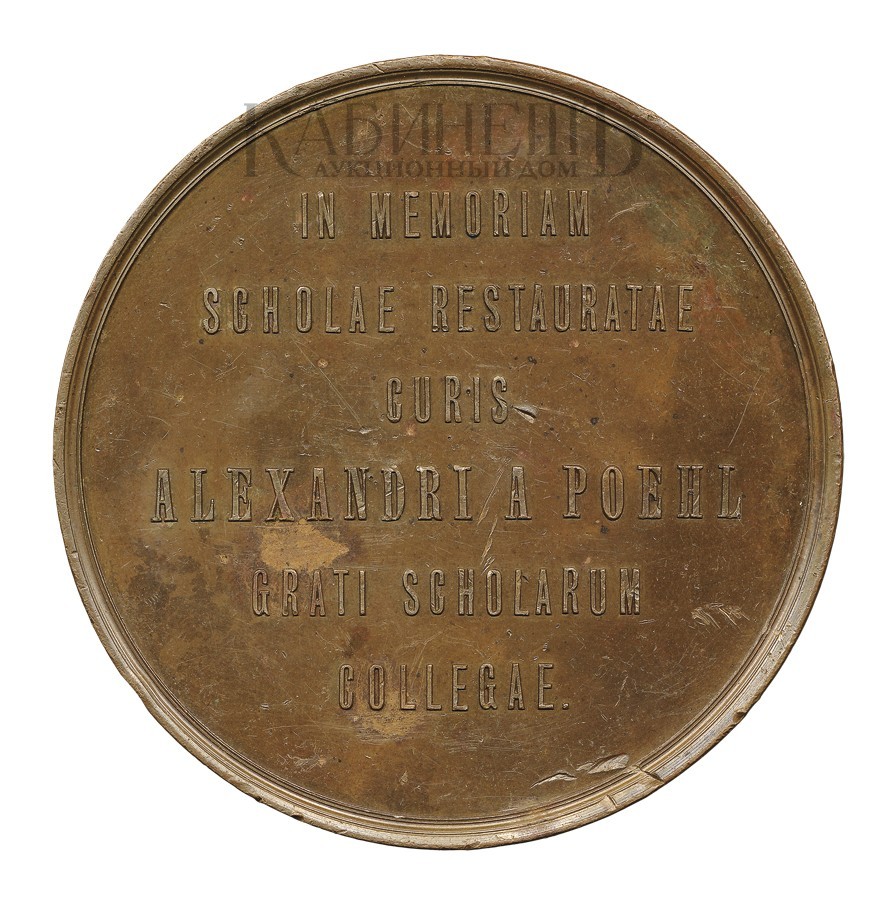 КАБИНЕТЪ
АУКЦИОННЫЙ ДОМ
IN MEMORIAM
SCHOLAE RESTAURATAE
CURIS
ALEXANDRI A POEHL
GRATI SCHOLARUM
COLLEGAE.